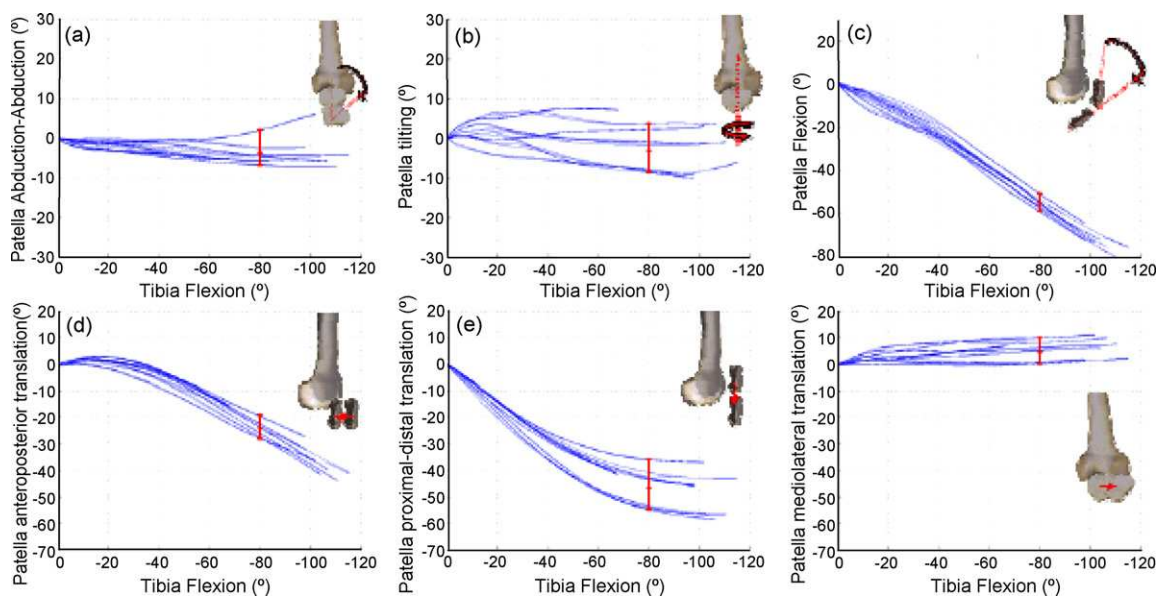 (a)
Patella Abduction-Abduction (º)
30
20
10
0
-10
-20
-30
0 -20 -40 -60 -80 -100 -120
Tibia Flexion (º)
(b)
Patella tilting (º)
30
20
10
0
-10
-20
-30
0 -20 -40 -60 -80 -100 -120
Tibia Flexion (º)
(c)
Patella Flexion (º)
20
0
-20
-40
-60
-80
0 -20 -40 -60 -80 -100 -120
Tibia Flexion (º)
(d)
Patella anteroposterior translation(º)
20
10
0
-10
-20
-30
-40
-50
-60
-70
0 -20 -40 -60 -80 -100 -120
Tibia Flexion (º)
(e)
Patella proximal-distal translation(º)
20
10
0
-10
-20
-30
-40
-50
-60
-70
0 -20 -40 -60 -80 -100 -120
Tibia Flexion (º)
Patella mediolateral translation(º)
20
10
0
-10
-20
-30
-40
-50
-60
-70
0 -20 -40 -60 -80 -100 -120
Tibia Flexion (º)